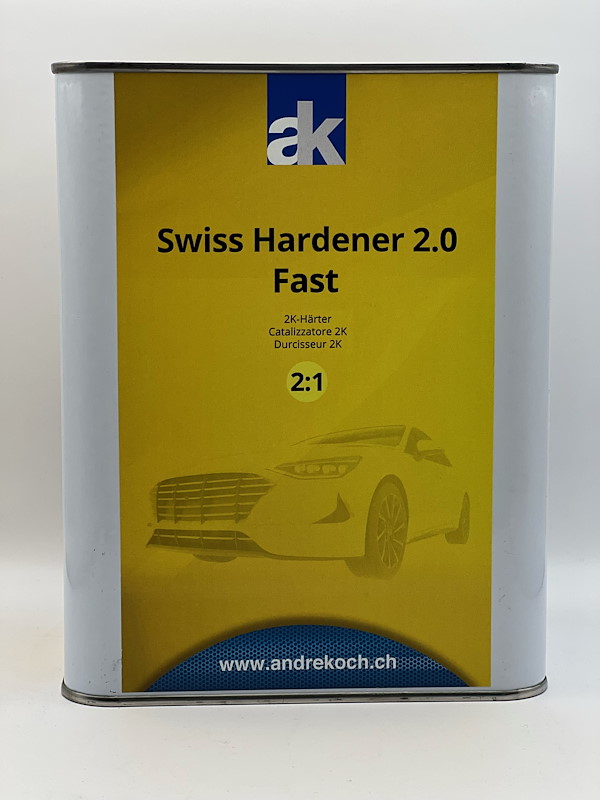 ak
Swiss Hardener 2.0
Fast
2K-Härter
Catalizzatore 2K
Durcisseur 2K
2:1
www.andrekoch.ch